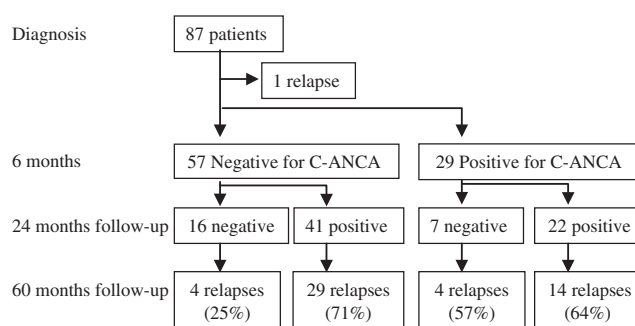 Diagnosis 87 patients
1 relapse
6 months 57 Negative for C-ANCA 29 Positive for C-ANCA
24 months follow-up 16 negative 41 positive 7 negative 22 positive
60 months follow-up 4 relapses 29 relapses 4 relapses 14 relapses
(25%) (71%) (57%) (64%)